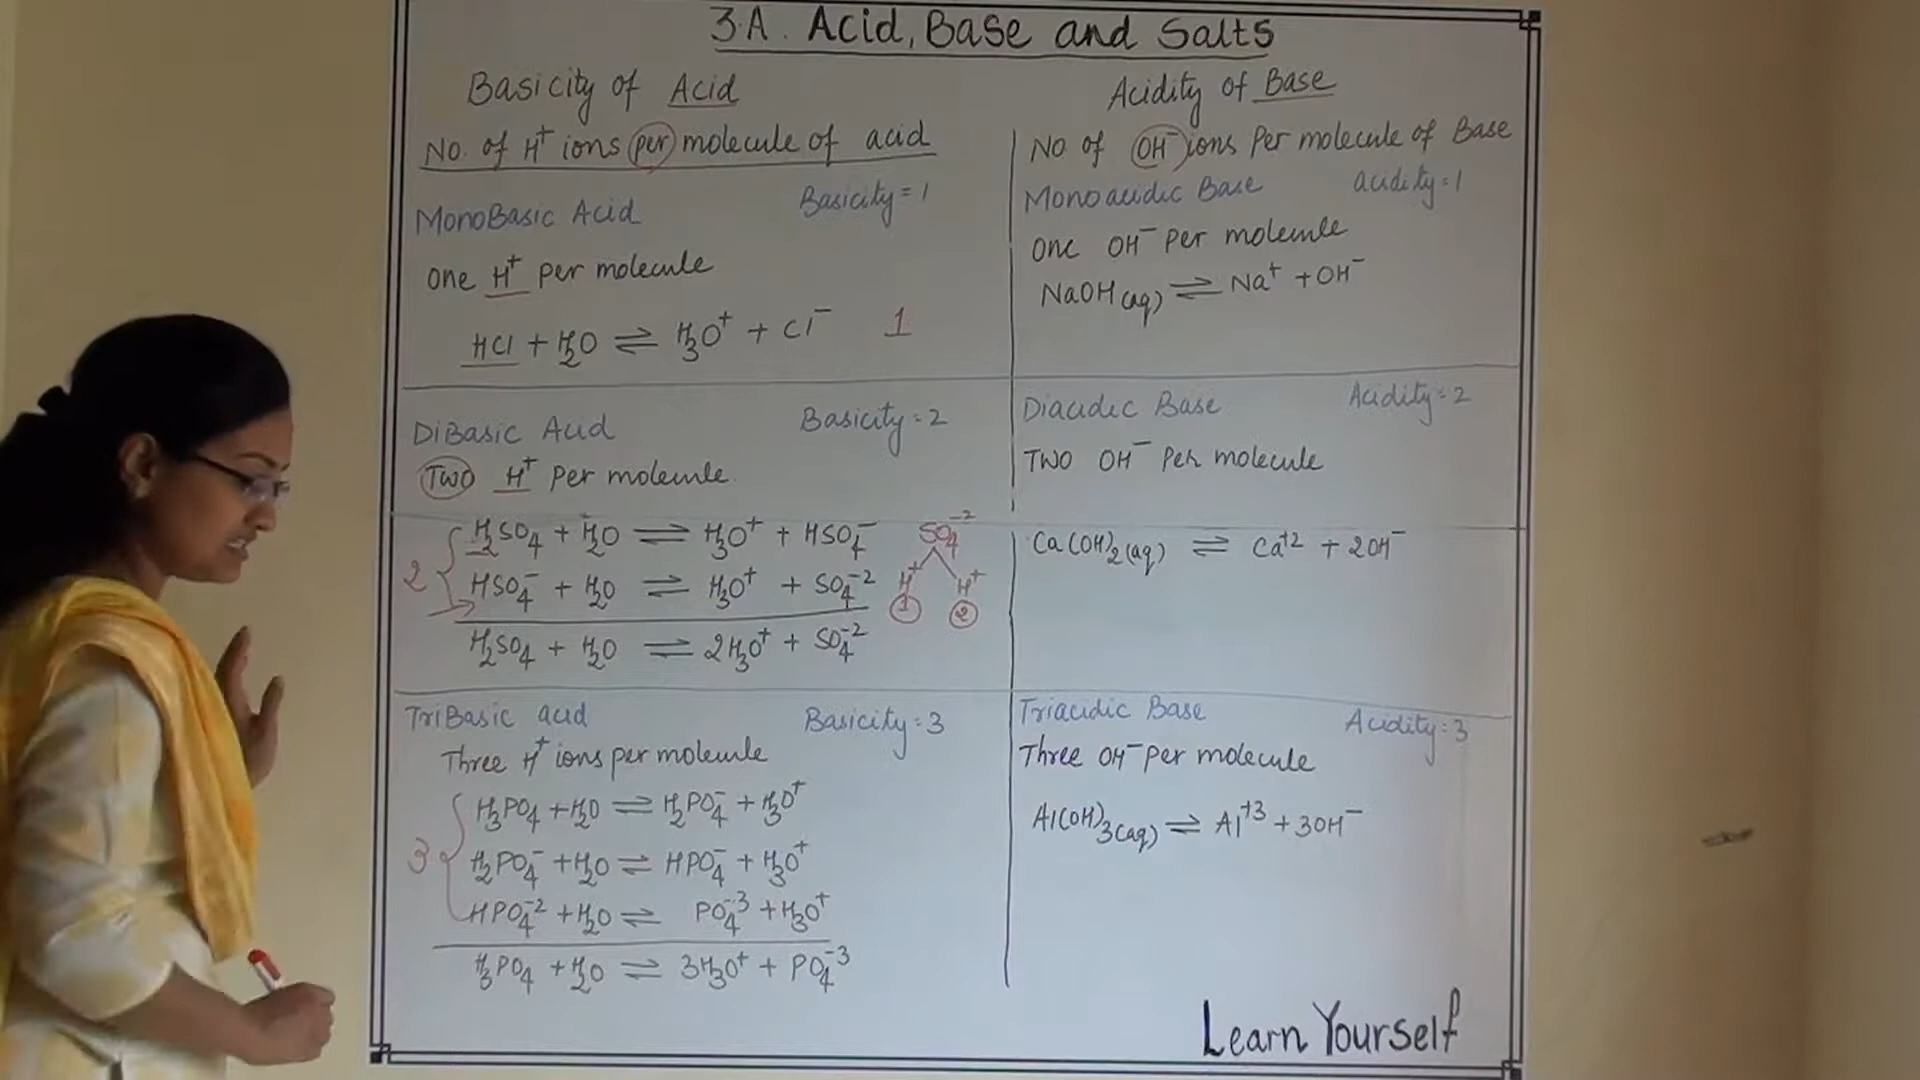 3.A. Acid, Base and Salts
Basicity of Acid
No. of H⁺ ions per molecule of acid
MonoBasic Acid Basicity = 1
One H⁺ per molecule
HCl + H₂O ⇌ H₃O⁺ + Cl⁻ 1
DiBasic Acid Basicity = 2
Two H⁺ Per molecule.
H₂SO₄ + H₂O ⇌ H₃O⁺ + HSO₄⁻
2 HSO₄⁻ + H₂O ⇌ H₃O⁺ + SO₄⁻²
H₂SO₄ + H₂O ⇌ 2H₃O⁺ + SO₄⁻²
SO₄⁻²
H⁺ H⁺
1 2
TriBasic acid Basicity = 3
Three H⁺ ions per molecule
H₃PO₄ + H₂O ⇌ H₂PO₄⁻ + H₃O⁺
3 H₂PO₄⁻ + H₂O ⇌ HPO₄⁻ + H₃O⁺
HPO₄⁻² + H₂O ⇌ PO₄⁻³ + H₃O⁺
H₃PO₄ + H₂O ⇌ 3H₃O⁺ + PO₄⁻³
Acidity of Base
No of OH⁻ ions Per molecule of Base
Monoacidic Base acidity = 1
One OH⁻ Per molecule
NaOH(aq) ⇌ Na⁺ + OH⁻
Diacidic Base Acidity = 2
Two OH⁻ Per molecule
Ca(OH)₂(aq) ⇌ Ca⁺² + 2OH⁻
Triacidic Base Acidity : 3
Three OH⁻ per molecule
Al(OH)₃(aq) ⇌ Al⁺³ + 3OH⁻
Learn Yourself